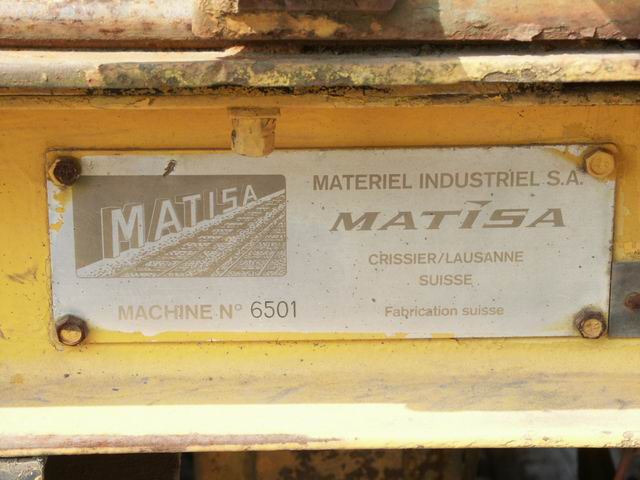 MATISA
MACHINE N° 6501
MATERIEL INDUSTRIEL S.A.
MATISA
CRISSIER/LAUSANNE
SUISSE
Fabrication suisse